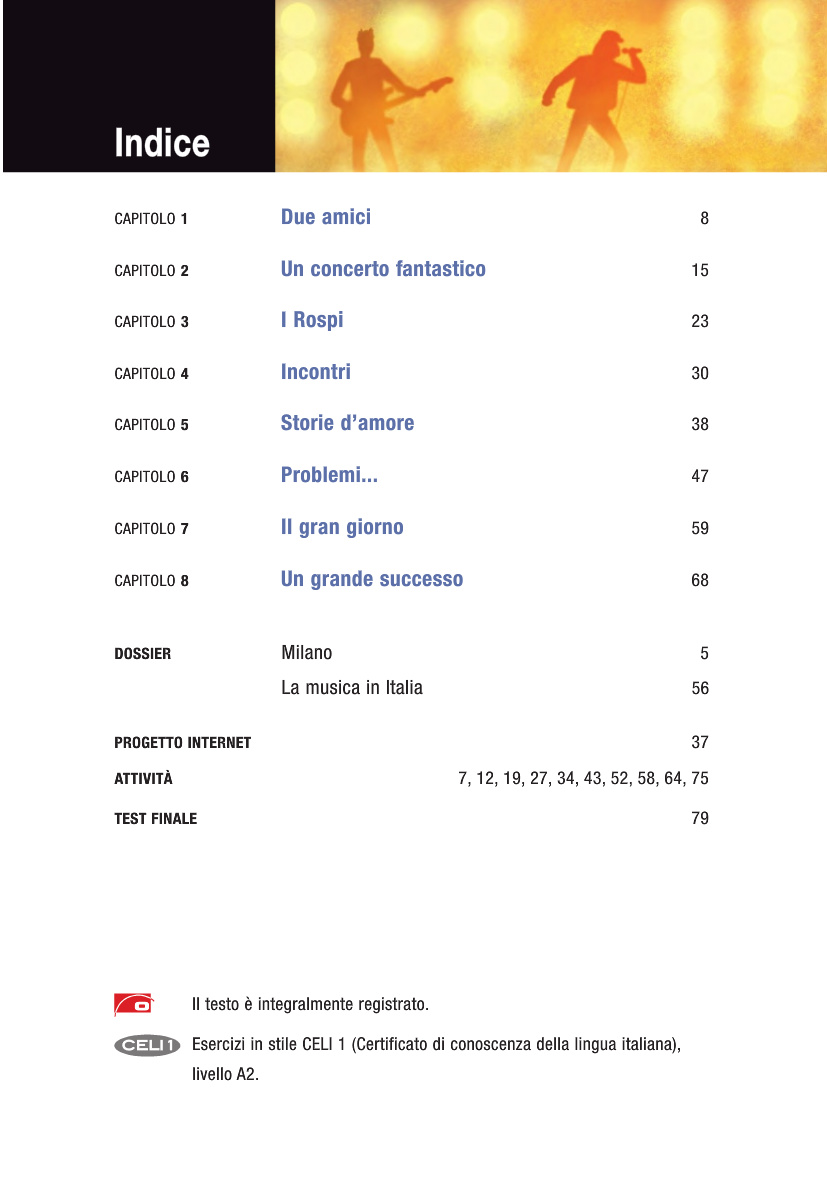 Indice
CAPITOLO 1 Due amici 8
CAPITOLO 2 Un concerto fantastico 15
CAPITOLO 3 I Rospi 23
CAPITOLO 4 Incontri 30
CAPITOLO 5 Storie d’amore 38
CAPITOLO 6 Problemi... 47
CAPITOLO 7 Il gran giorno 59
CAPITOLO 8 Un grande successo 68
DOSSIER Milano 5
La musica in Italia 56
PROGETTO INTERNET 37
ATTIVITÀ 7, 12, 19, 27, 34, 43, 52, 58, 64, 75
TEST FINALE 79
Il testo è integralmente registrato.
CELI 1 Esercizi in stile CELI 1 (Certificato di conoscenza della lingua italiana),
livello A2.